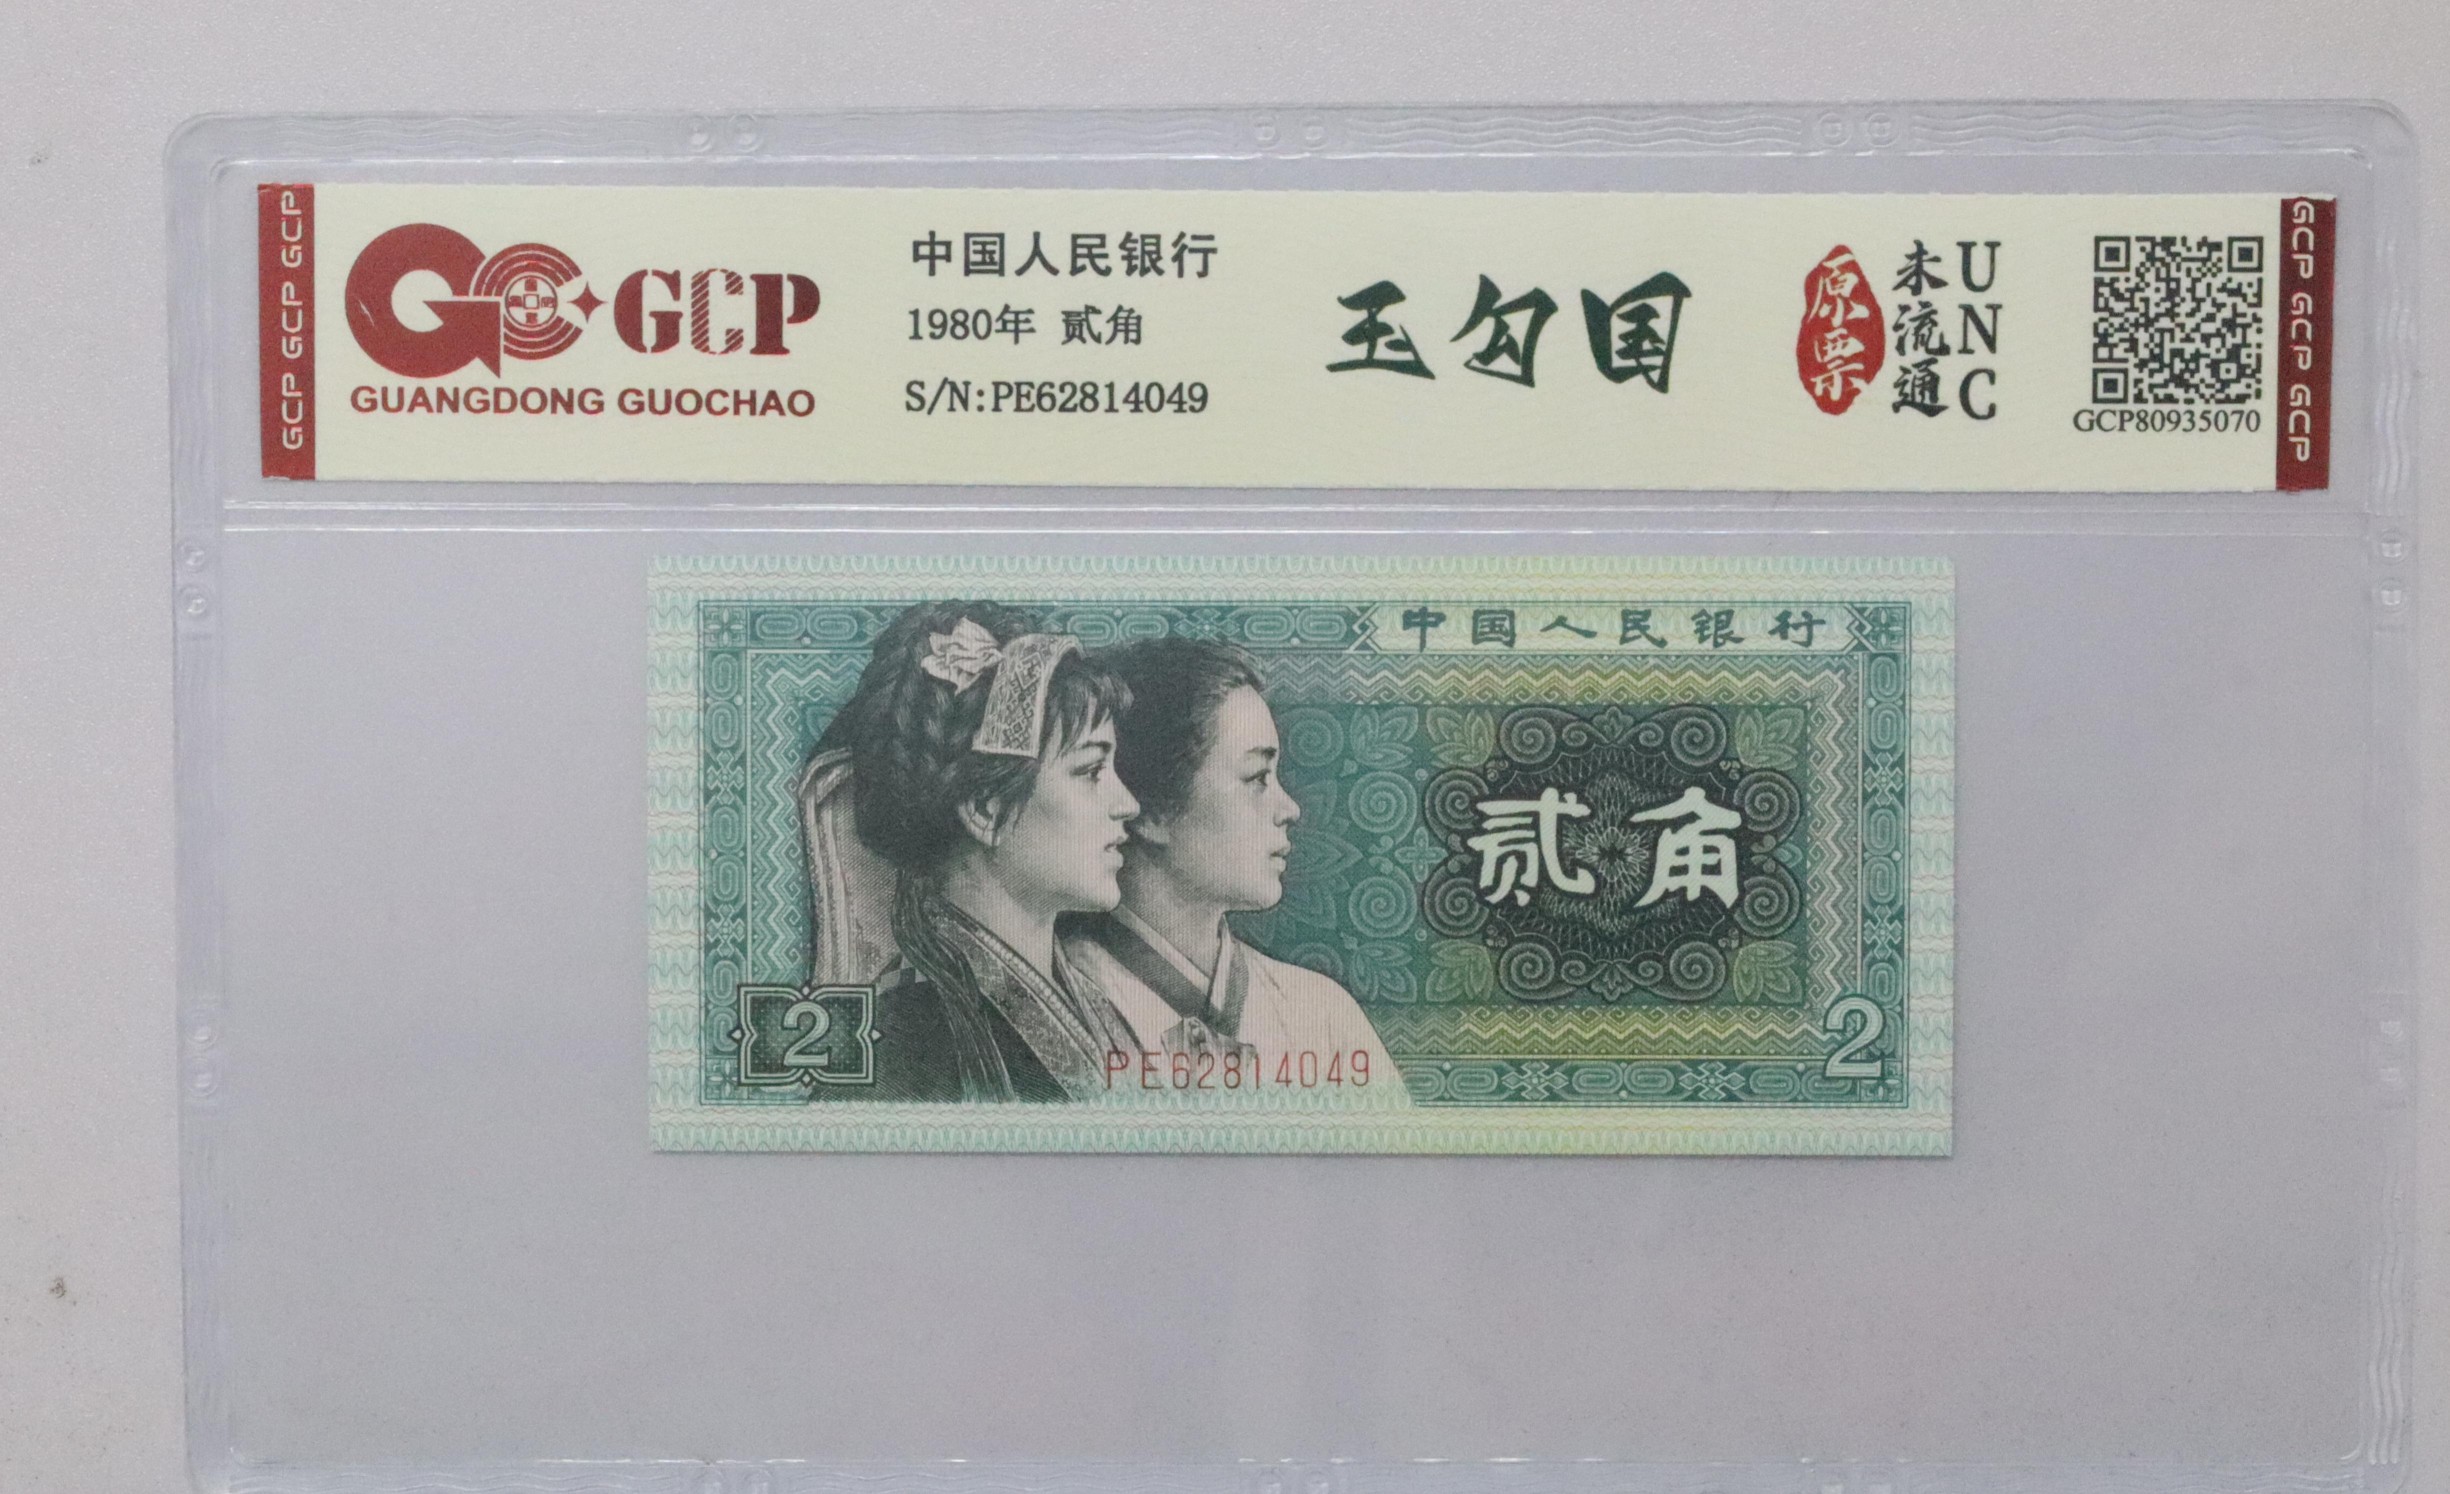 GCP GCP GCP
GCP
GUANGDONG GUOCHAO
中国人民银行
1980年 贰角
S/N:PE62814049
玉勾国
原票
未流通
UNC
GCP80935070
GCP GCP GCP
中国人民银行
贰角
2
PE62814049
2